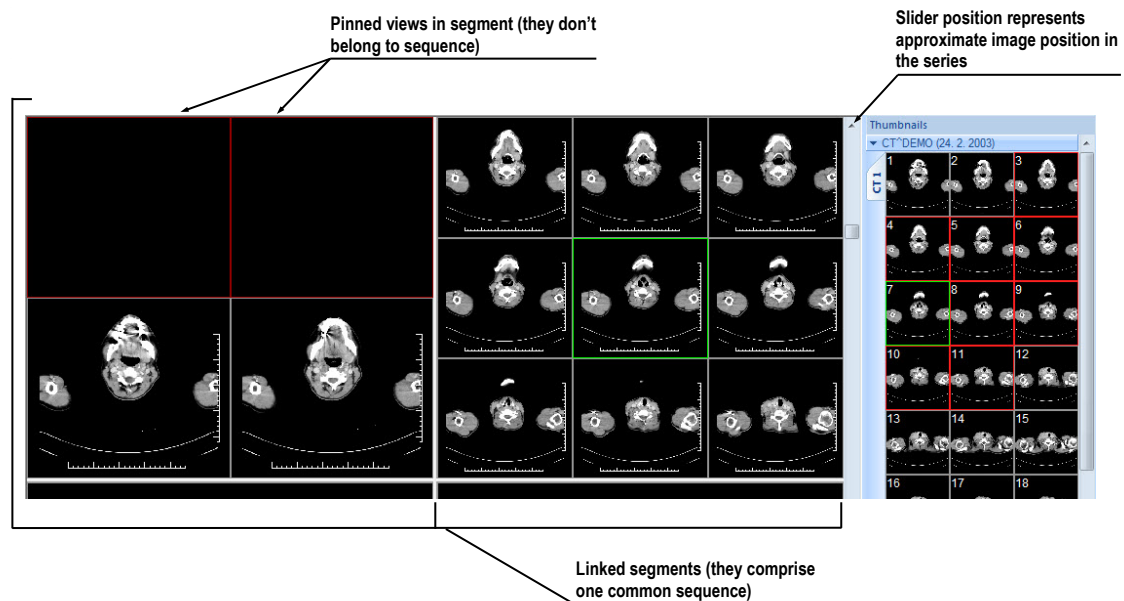 Pinned views in segment (they don't
belong to sequence)
Slider position represents
approximate image position in
the series
Thumbnails
CT^DEMO (24. 2. 2003)
CT 1
1 2 3
4 5 6
7 8 9
10 11 12
13 14 15
16 17 18
Linked segments (they comprise
one common sequence)